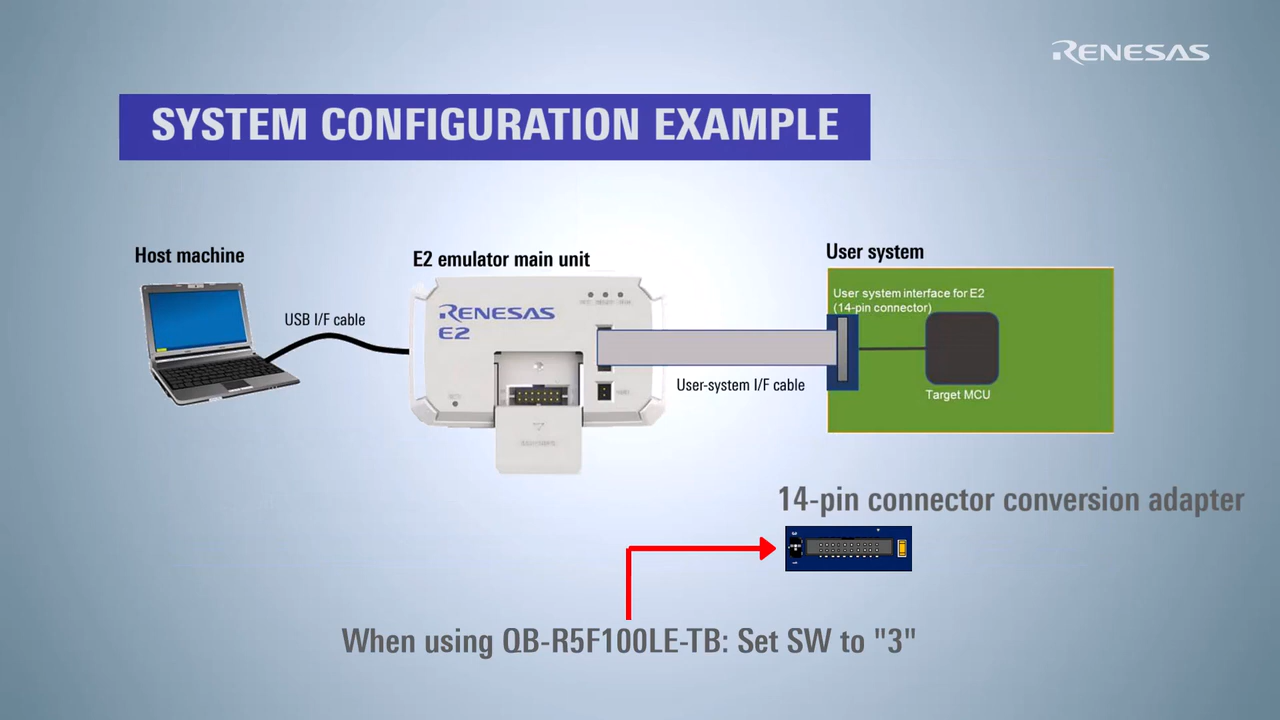 RENESAS
SYSTEM CONFIGURATION EXAMPLE
Host machine
E2 emulator main unit
User system
USB I/F cable
RENESAS
E2
User system interface for E2
(14-pin connector)
User-system I/F cable
Target MCU
14-pin connector conversion adapter
When using QB-R5F100LE-TB: Set SW to "3"